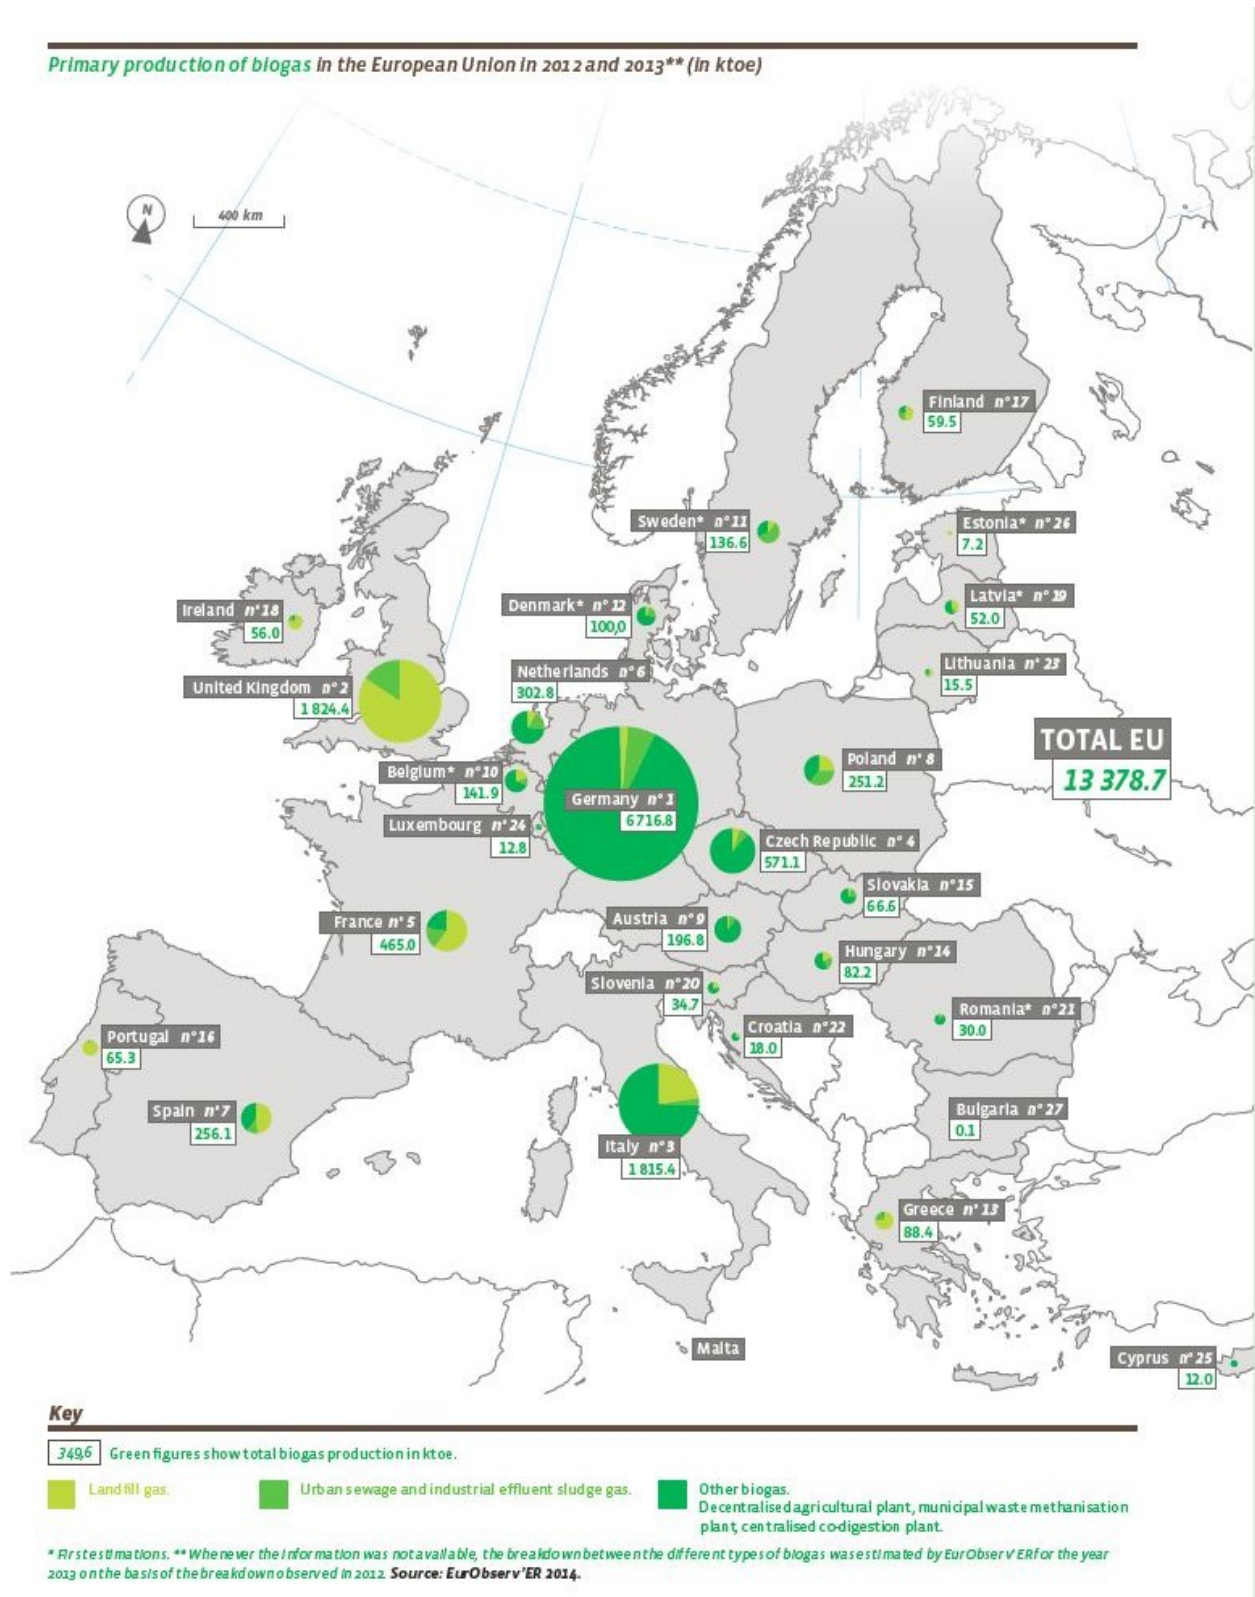 Primary production of biogas in the European Union in 2012 and 2013** (in ktoe)
N
400 km
Finland n°17
59.5
Sweden* n°11
136.6
Estonia* n°26
7.2
Ireland n°18
56.0
Denmark* n°12
100,0
Latvia* n°19
52.0
United Kingdom n°2
1 824.4
Netherlands n°6
302.8
Lithuania n°23
15.5
TOTAL EU
13 378.7
Belgium* n°10
141.9
Germany n°1
6 716.8
Poland n°8
251.2
Luxembourg n°24
12.8
Czech Republic n°4
571.1
Slovakia n°15
66.6
France n°5
465.0
Austria n°9
196.8
Hungary n°14
82.2
Slovenia n°20
34.7
Romania* n°21
30.0
Croatia n°22
18.0
Portugal n°16
65.3
Spain n°7
256.1
Italy n°3
1 815.4
Bulgaria n°27
0.1
Greece n°13
88.4
Malta
Cyprus n°25
12.0
Key
349,6 Green figures show total biogas production in ktoe.
Landfill gas.
Urban sewage and industrial effluent sludge gas.
Other biogas.
Decentralised agricultural plant, municipal waste methanisation
plant, centralised co-digestion plant.
* First estimations. ** Whenever the information was not available, the breakdown between the different types of biogas was estimated by EurObserv'ER for the year
2013 on the basis of the breakdown observed in 2012. Source: EurObserv'ER 2014.